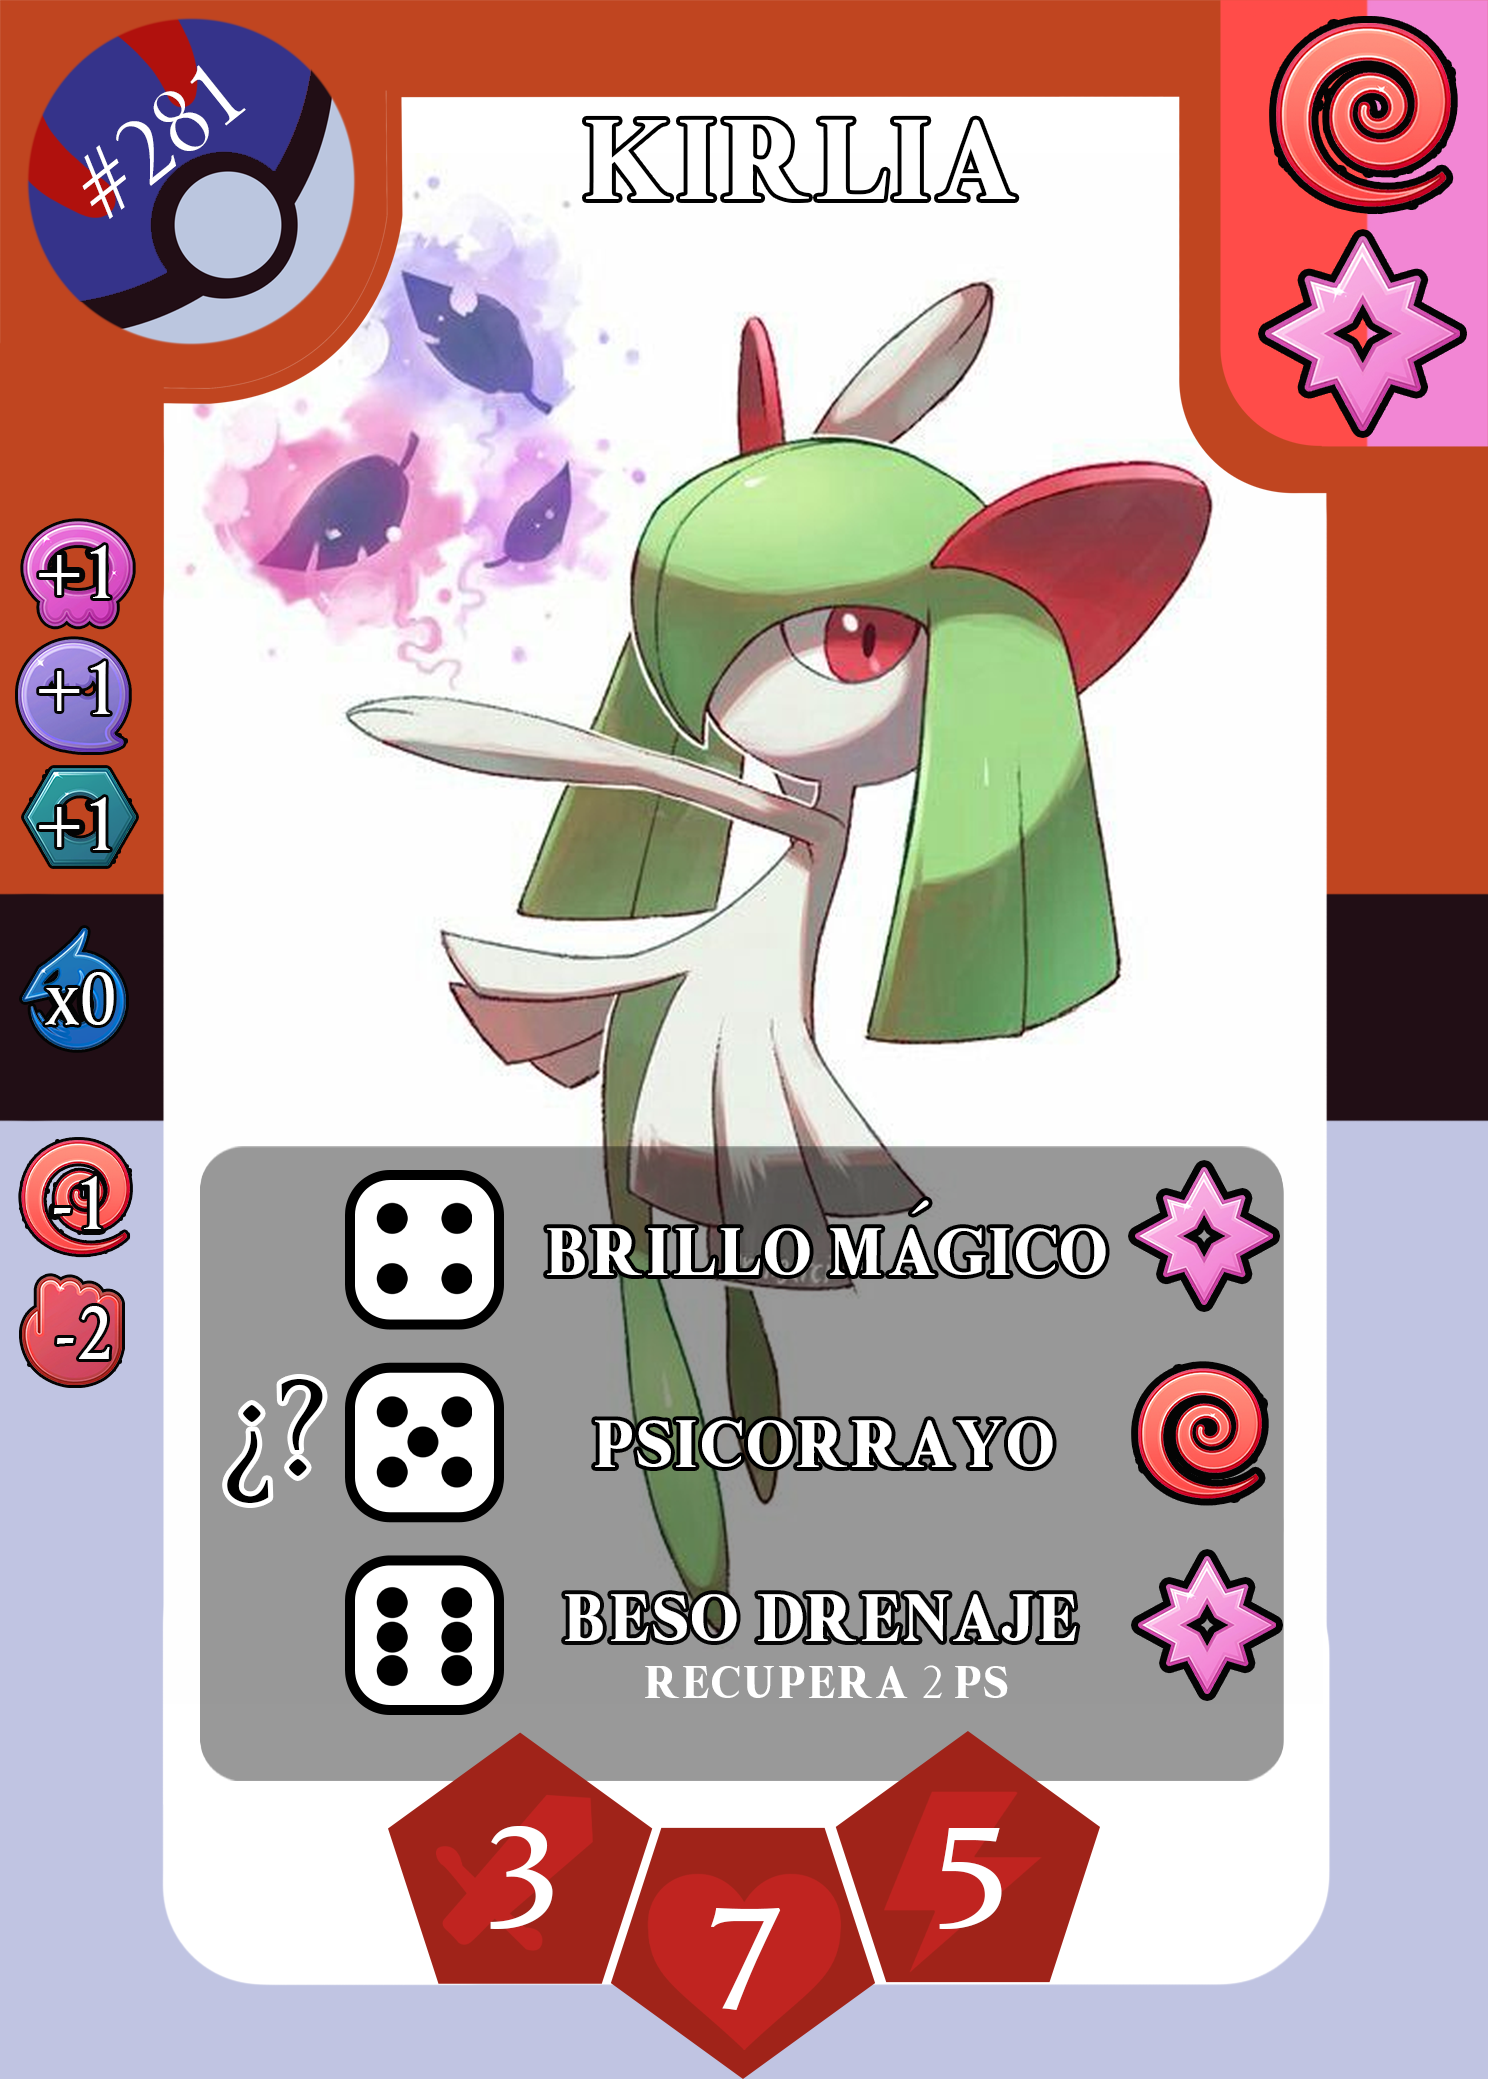 #281
KIRLIA
+1
+1
+1
x0
-1
-2
BRILLO MÁGICO
¿?
PSICORRAYO
BESO DRENAJE
RECUPERA 2 PS
3
7
5